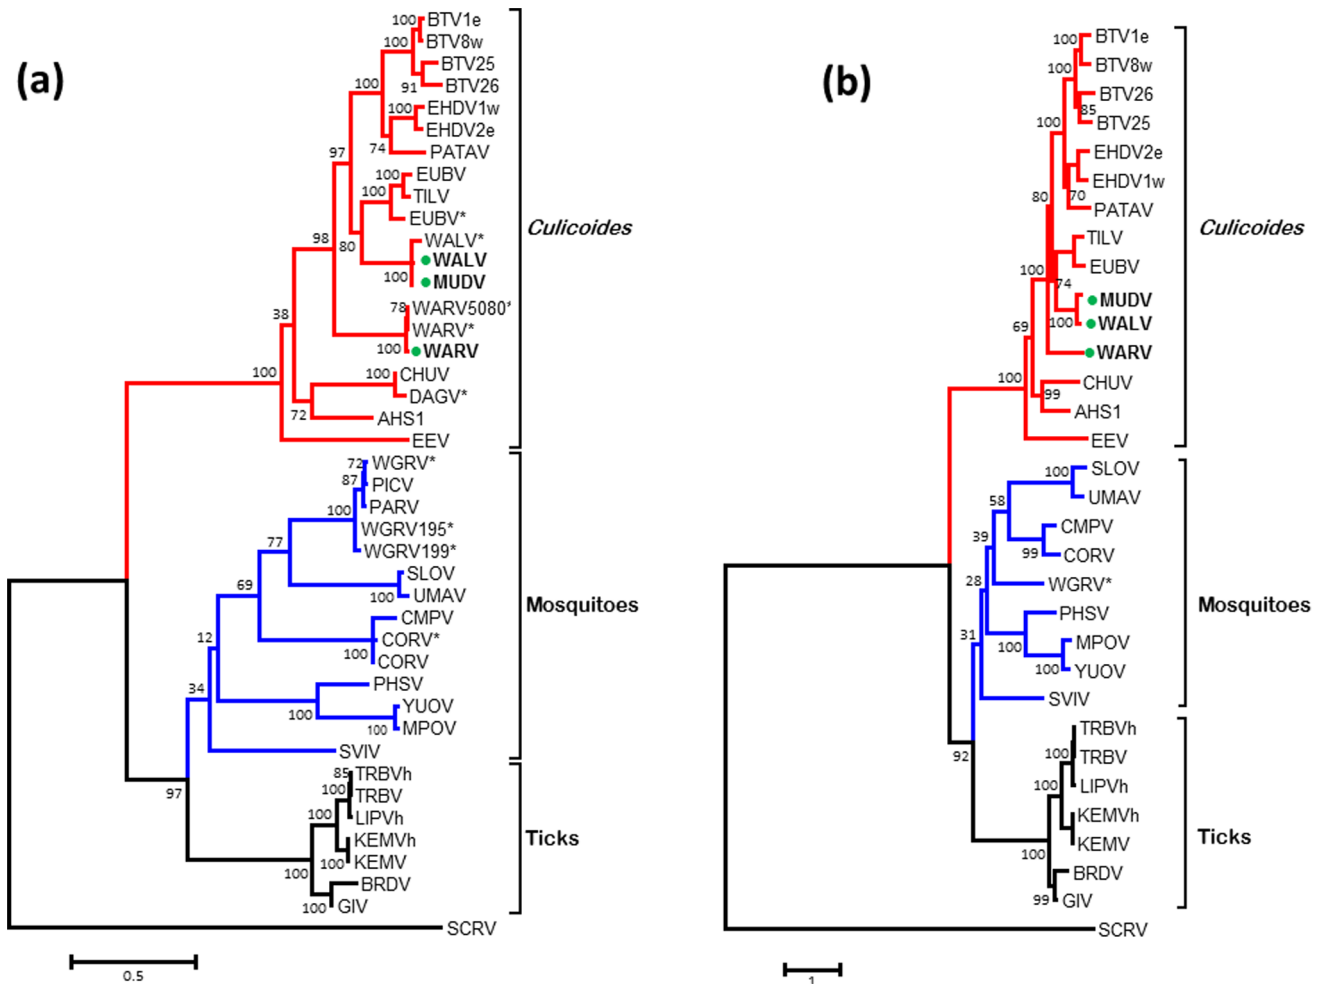 (a)
100
BTV1e
BTV8w
100
BTV25
91
BTV26
100
100
EHDV1w
EHDV2e
74
PATAV
97
100
EUBV
TILV
100
EUBV*
98
80
WALV*
WALV
100
MUDV
78
WARV5080*
WARV*
100
WARV
38
100
100
CHUV
DAGV*
72
AHS1
EEV
Culicoides
72
WGRV*
87
PICV
PARV
100
WGRV195*
WGRV199*
77
SLOV
100
UMAV
69
CMPV
CORV*
100
CORV
12
PHSV
34
100
YUOV
100
MPOV
SVIV
Mosquitoes
97
85
TRBVh
100
TRBV
100
LIPVh
KEMVh
100
KEMV
100
BRDV
100
GIV
Ticks
SCRV
0.5
(b)
100
BTV1e
BTV8w
100
BTV26
85
BTV25
100
EHDV2e
EHDV1w
70
PATAV
80
TILV
EUBV
100
74
MUDV
100
WALV
69
WARV
100
CHUV
99
AHS1
EEV
Culicoides
100
SLOV
UMAV
58
CMPV
99
CORV
39
28
WGRV*
PHSV
31
100
MPOV
100
YUOV
SVIV
Mosquitoes
92
TRBVh
100
TRBV
100
LIPVh
KEMVh
KEMV
100
BRDV
99
GIV
Ticks
SCRV
1